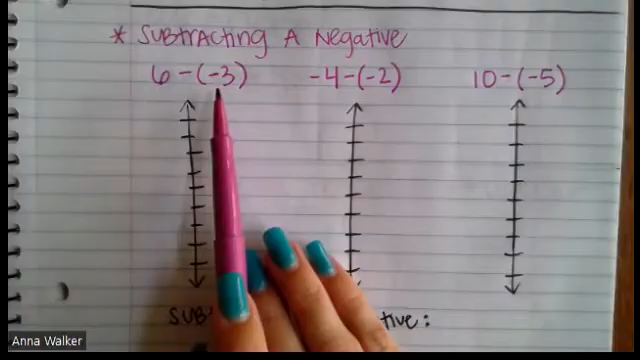 * Subtracting A Negative
6 - (-3) -4 - (-2) 10 - (-5)
:
Anna Walker